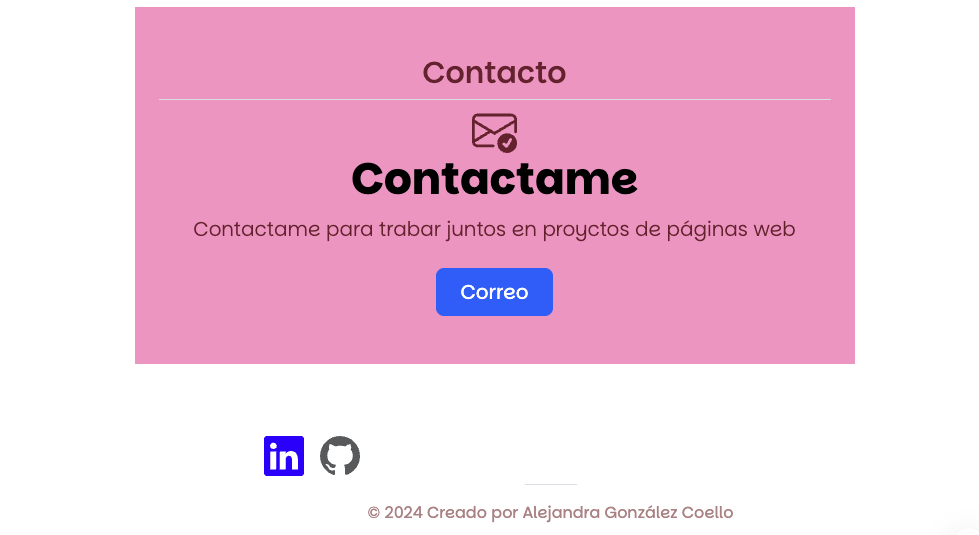 Contacto
Contactame
Contactame para trabar juntos en proyctos de páginas web
Correo
in
© 2024 Creado por Alejandra González Coello